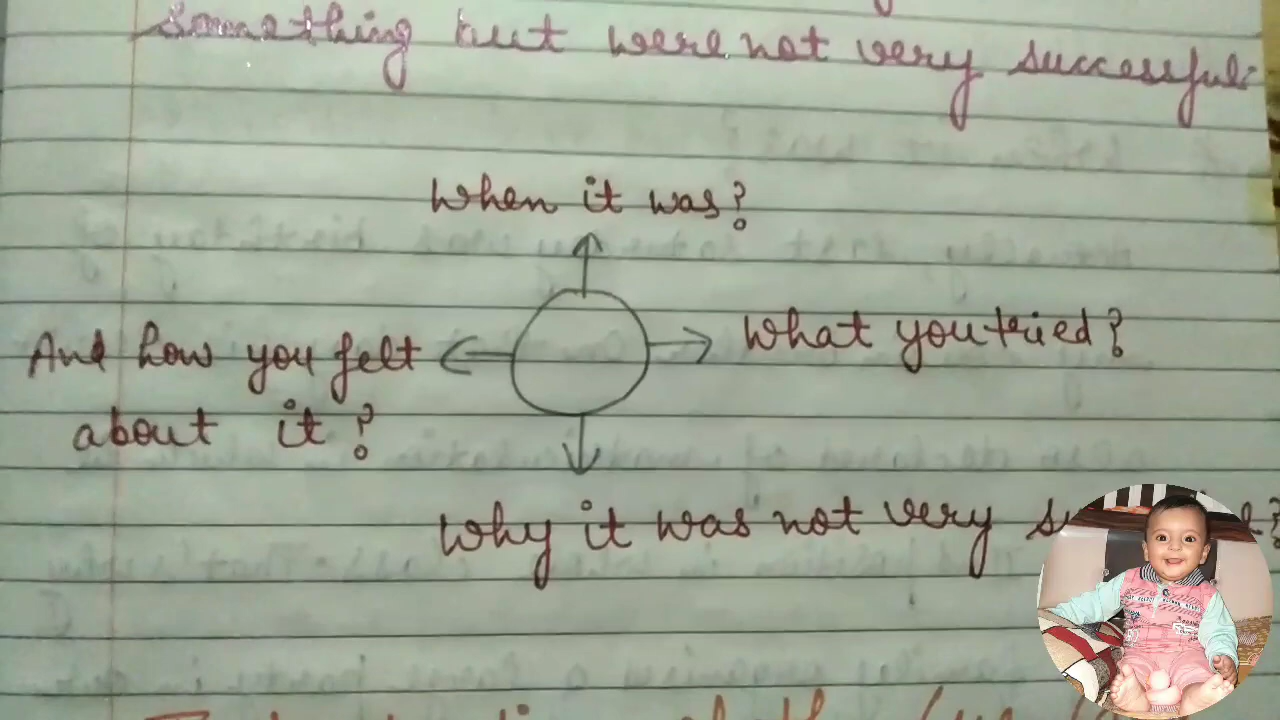 something but were not very successful:
When it was?
And how you felt
What you tried?
about it?
Why it was not very